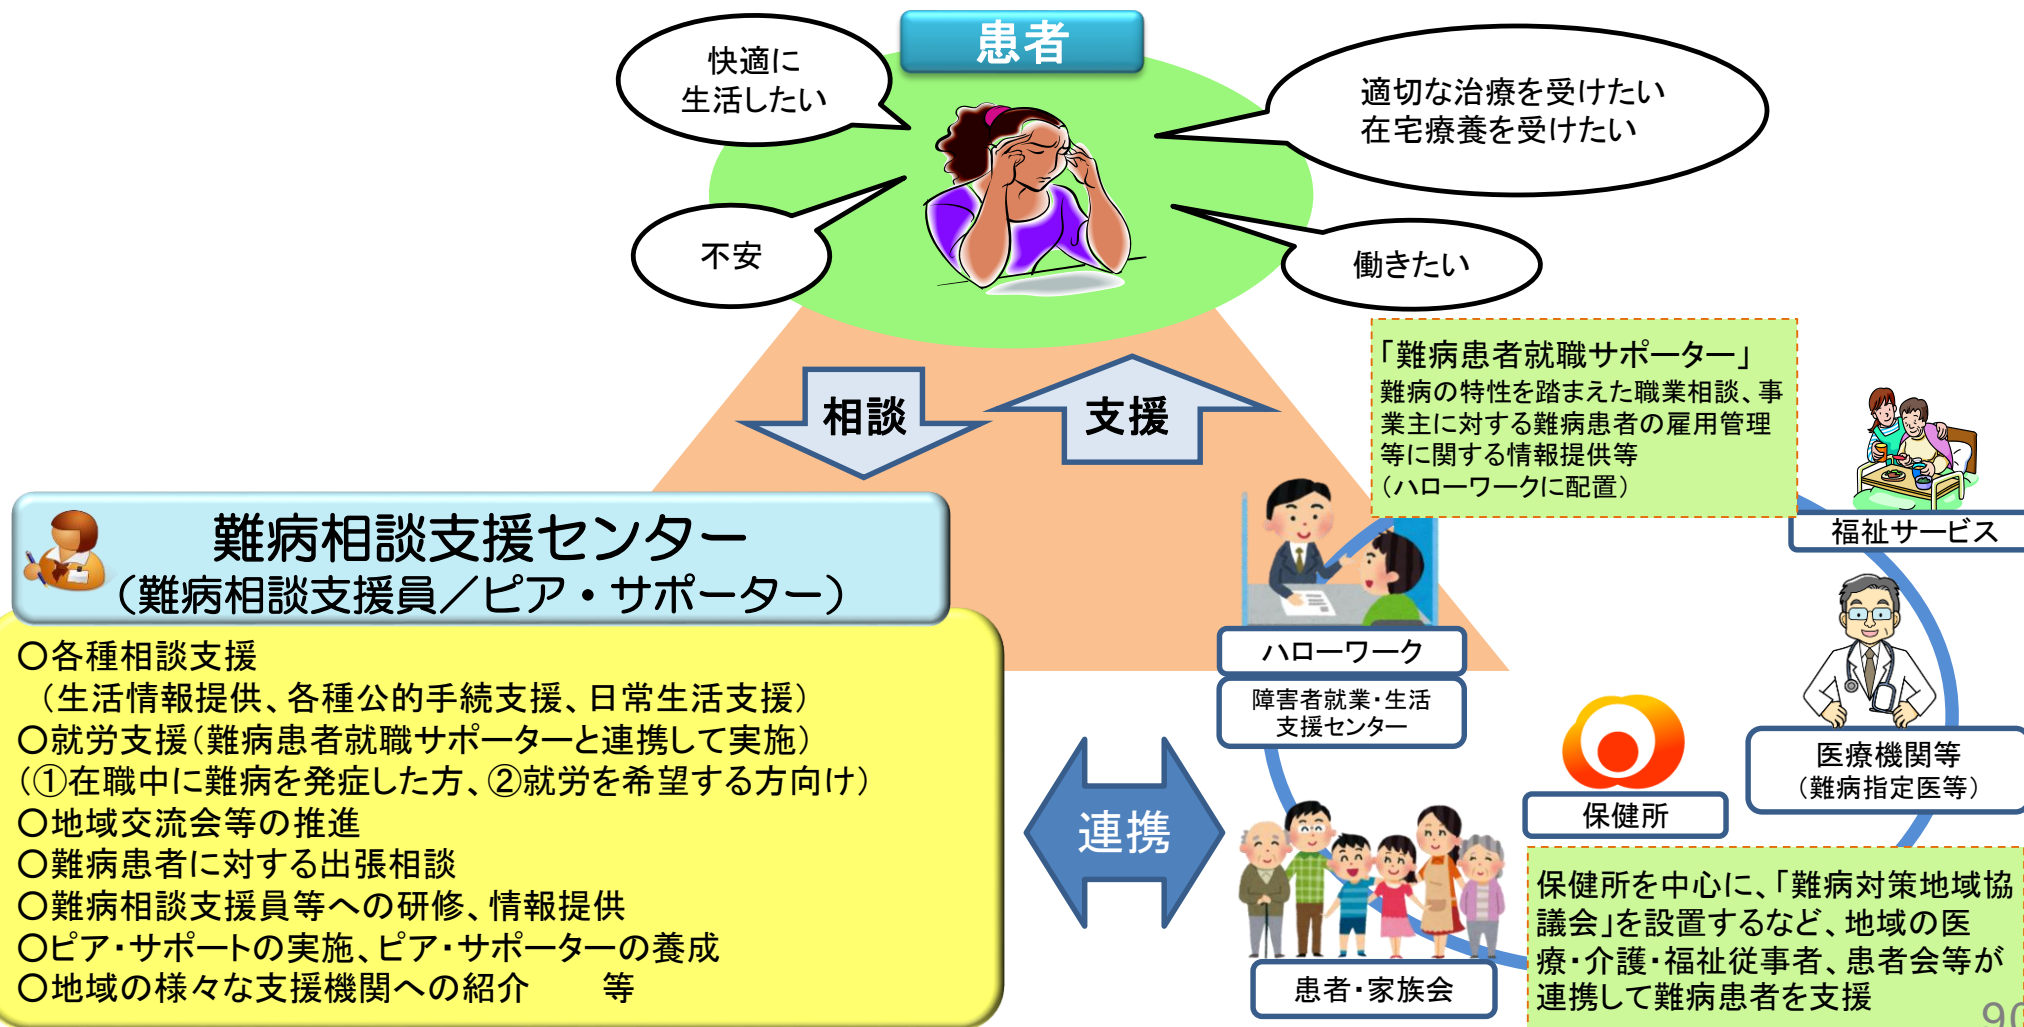 患者
快適に
生活したい
適切な治療を受けたい
在宅療養を受けたい
不安
働きたい
相談
支援
「難病患者就職サポーター」
難病の特性を踏まえた職業相談、事
業主に対する難病患者の雇用管理
等に関する情報提供等
（ハローワークに配置）
福祉サービス
難病相談支援センター
（難病相談支援員／ピア・サポーター）
〇各種相談支援
（生活情報提供、各種公的手続支援、日常生活支援）
〇就労支援（難病患者就職サポーターと連携して実施）
（①在職中に難病を発症した方、②就労を希望する方向け）
〇地域交流会等の推進
〇難病患者に対する出張相談
〇難病相談支援員等への研修、情報提供
〇ピア・サポートの実施、ピア・サポーターの養成
〇地域の様々な支援機関への紹介　　等
ハローワーク
障害者就業・生活
支援センター
連携
医療機関等
（難病指定医等）
保健所
患者・家族会
保健所を中心に、「難病対策地域協
議会」を設置するなど、地域の医
療・介護・福祉従事者、患者会等が
連携して難病患者を支援
90